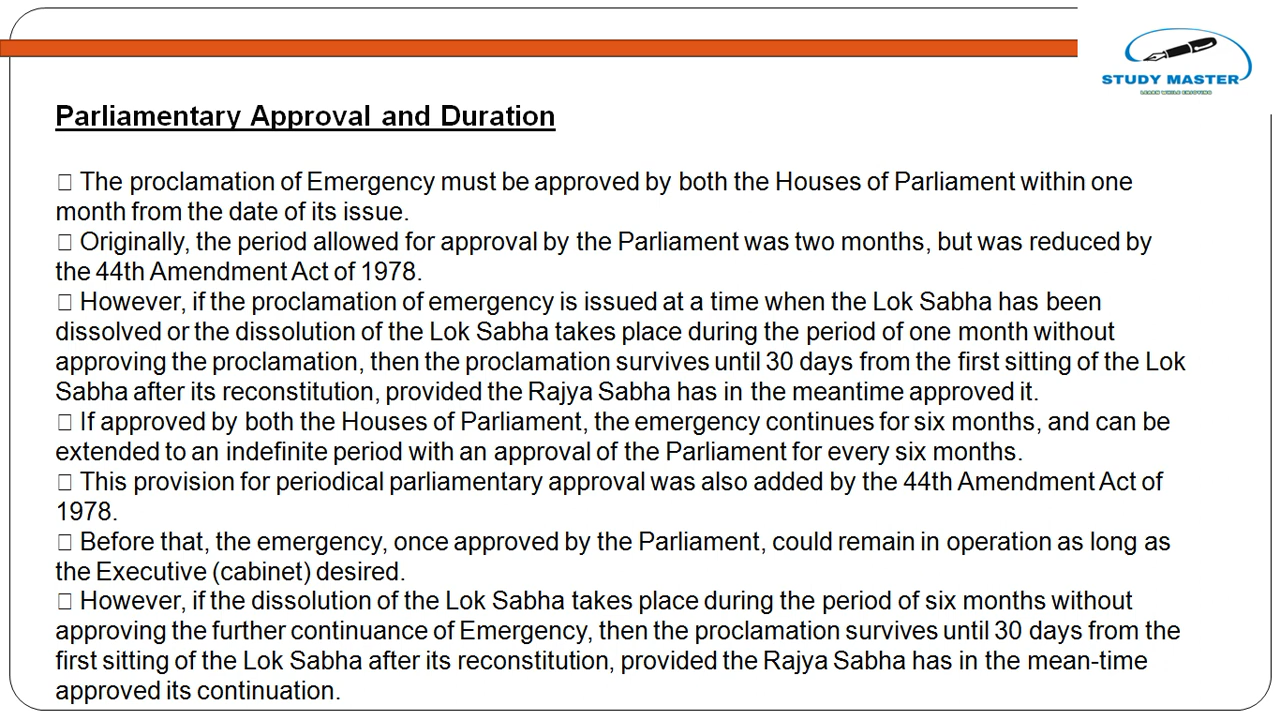 STUDY MASTER
LEARN WHILE ENJOYING
Parliamentary Approval and Duration
The proclamation of Emergency must be approved by both the Houses of Parliament within one
month from the date of its issue.
Originally, the period allowed for approval by the Parliament was two months, but was reduced by
the 44th Amendment Act of 1978.
However, if the proclamation of emergency is issued at a time when the Lok Sabha has been
dissolved or the dissolution of the Lok Sabha takes place during the period of one month without
approving the proclamation, then the proclamation survives until 30 days from the first sitting of the Lok
Sabha after its reconstitution, provided the Rajya Sabha has in the meantime approved it.
If approved by both the Houses of Parliament, the emergency continues for six months, and can be
extended to an indefinite period with an approval of the Parliament for every six months.
This provision for periodical parliamentary approval was also added by the 44th Amendment Act of
1978.
Before that, the emergency, once approved by the Parliament, could remain in operation as long as
the Executive (cabinet) desired.
However, if the dissolution of the Lok Sabha takes place during the period of six months without
approving the further continuance of Emergency, then the proclamation survives until 30 days from the
first sitting of the Lok Sabha after its reconstitution, provided the Rajya Sabha has in the mean-time
approved its continuation.